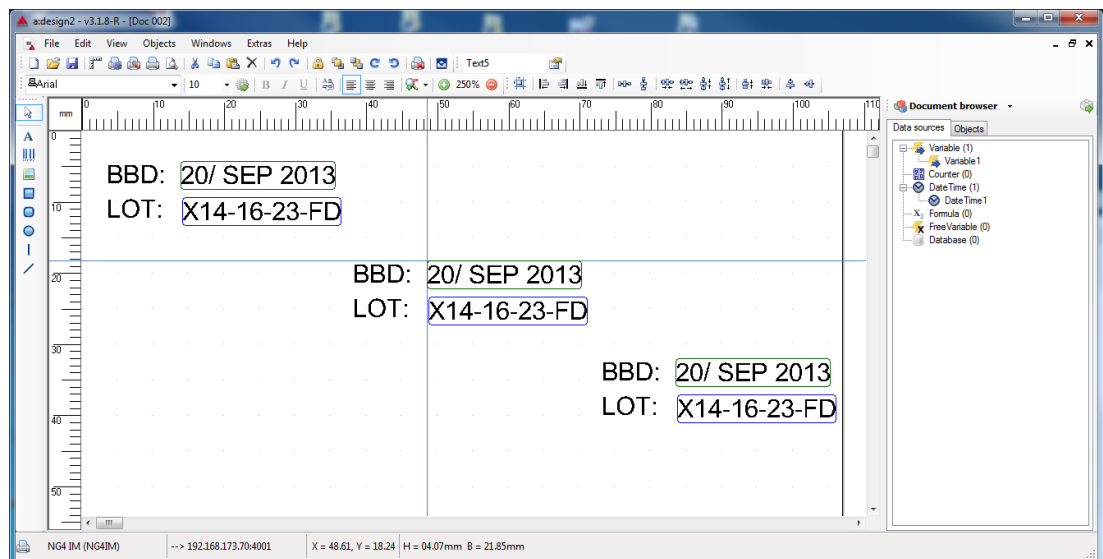 a:design2 - v3.1.8-R - [Doc 002]
File Edit View Objects Windows Extras Help
Text5
Arial 10 B I U 250%
mm 0 10 20 30 40 50 60 70 80 90 100 110
0
10
20
30
40
50
BBD: 20/ SEP 2013
LOT: X14-16-23-FD
BBD: 20/ SEP 2013
LOT: X14-16-23-FD
BBD: 20/ SEP 2013
LOT: X14-16-23-FD
Document browser
Data sources Objects
Variable (1)
Variable1
Counter (0)
DateTime (1)
DateTime1
X₂ Formula (0)
x FreeVariable (0)
Database (0)
NG4 IM (NG4IM) --> 192.168.173.70:4001 X = 48.61, Y = 18.24 H = 04.07mm B = 21.85mm